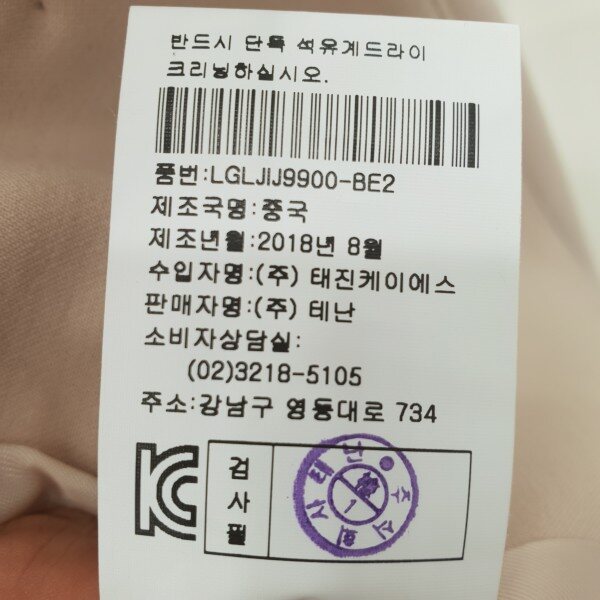 반드시 단독 석유계드라이
크리닝하십시오.
품번:LGLJIJ9900-BE2
제조국명:중국
제조년월:2018년 8월
수입자명:(주) 태진케이에스
판매자명:(주) 테난
소비자상담실:
(02)3218-5105
주소:강남구 영동대로 734
검
사
필